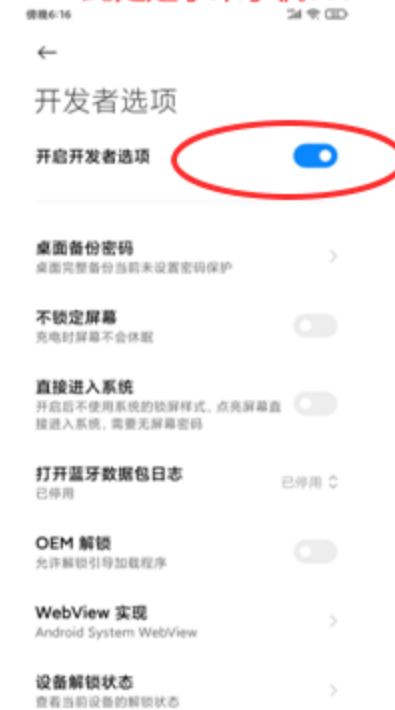 傍晚6:16
开发者选项
开启开发者选项
桌面备份密码
桌面完整备份当前未设置密码保护
不锁定屏幕
充电时屏幕不会休眠
直接进入系统
开启后不使用系统的锁屏样式，点亮屏幕直
接进入系统，需要无屏幕密码
打开蓝牙数据包日志
已停用
已停用
OEM 解锁
允许解锁引导加载程序
WebView 实现
Android System WebView
设备解锁状态
查看当前设备的解锁状态